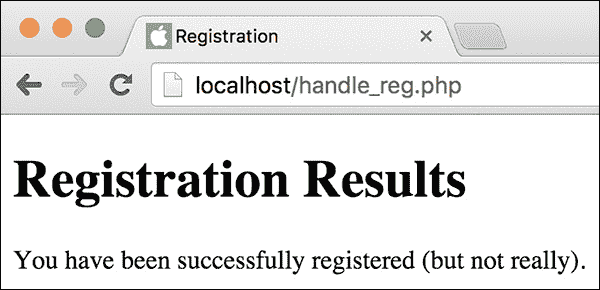 Registration
localhost/handle_reg.php
Registration Results
You have been successfully registered (but not really).